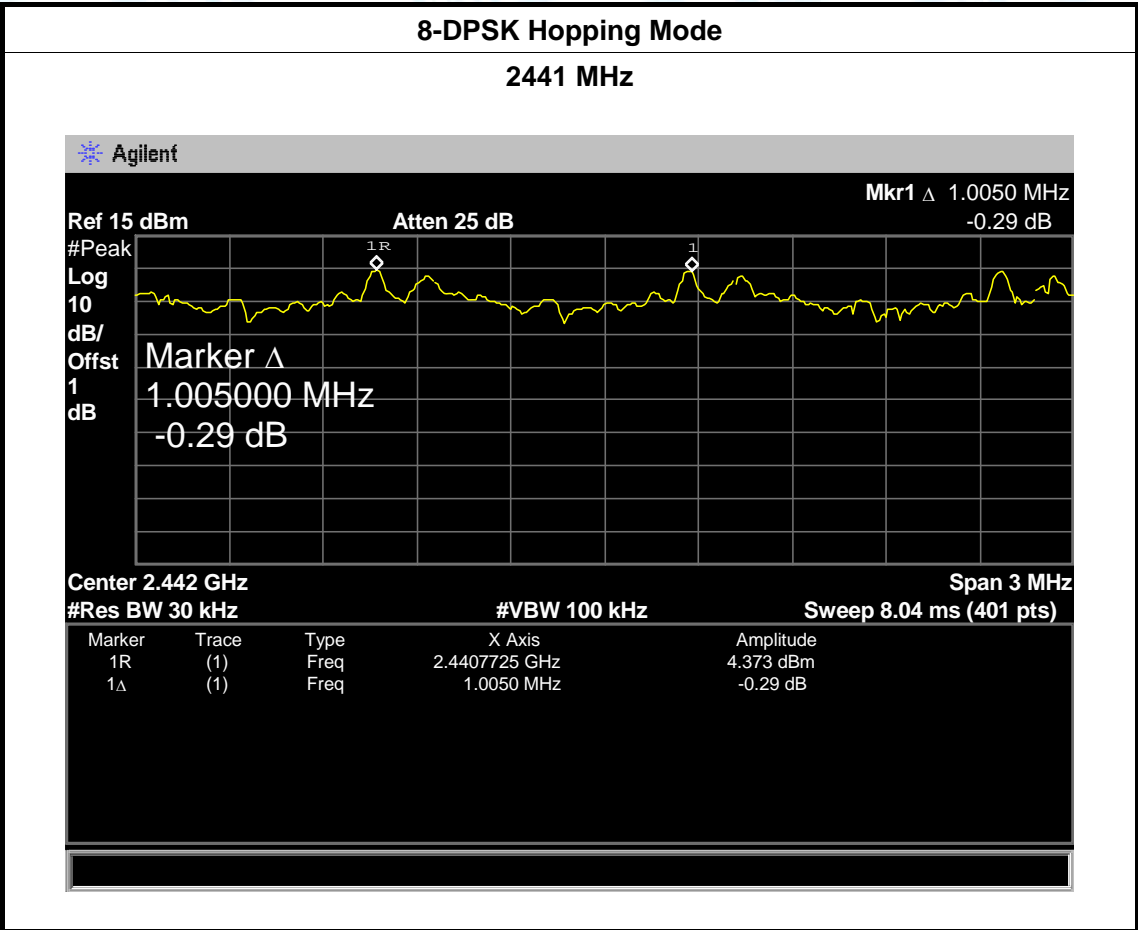 8-DPSK Hopping Mode
2441 MHz
Agilent
Mkr1 Δ 1.0050 MHz
Ref 15 dBm Atten 25 dB -0.29 dB
#Peak
Log
10
dB/
Offst
1
dB
1R
1
Marker Δ
1.005000 MHz
-0.29 dB
Center 2.442 GHz Span 3 MHz
#Res BW 30 kHz #VBW 100 kHz Sweep 8.04 ms (401 pts)
Marker Trace Type X Axis Amplitude
1R (1) Freq 2.4407725 GHz 4.373 dBm
1Δ (1) Freq 1.0050 MHz -0.29 dB